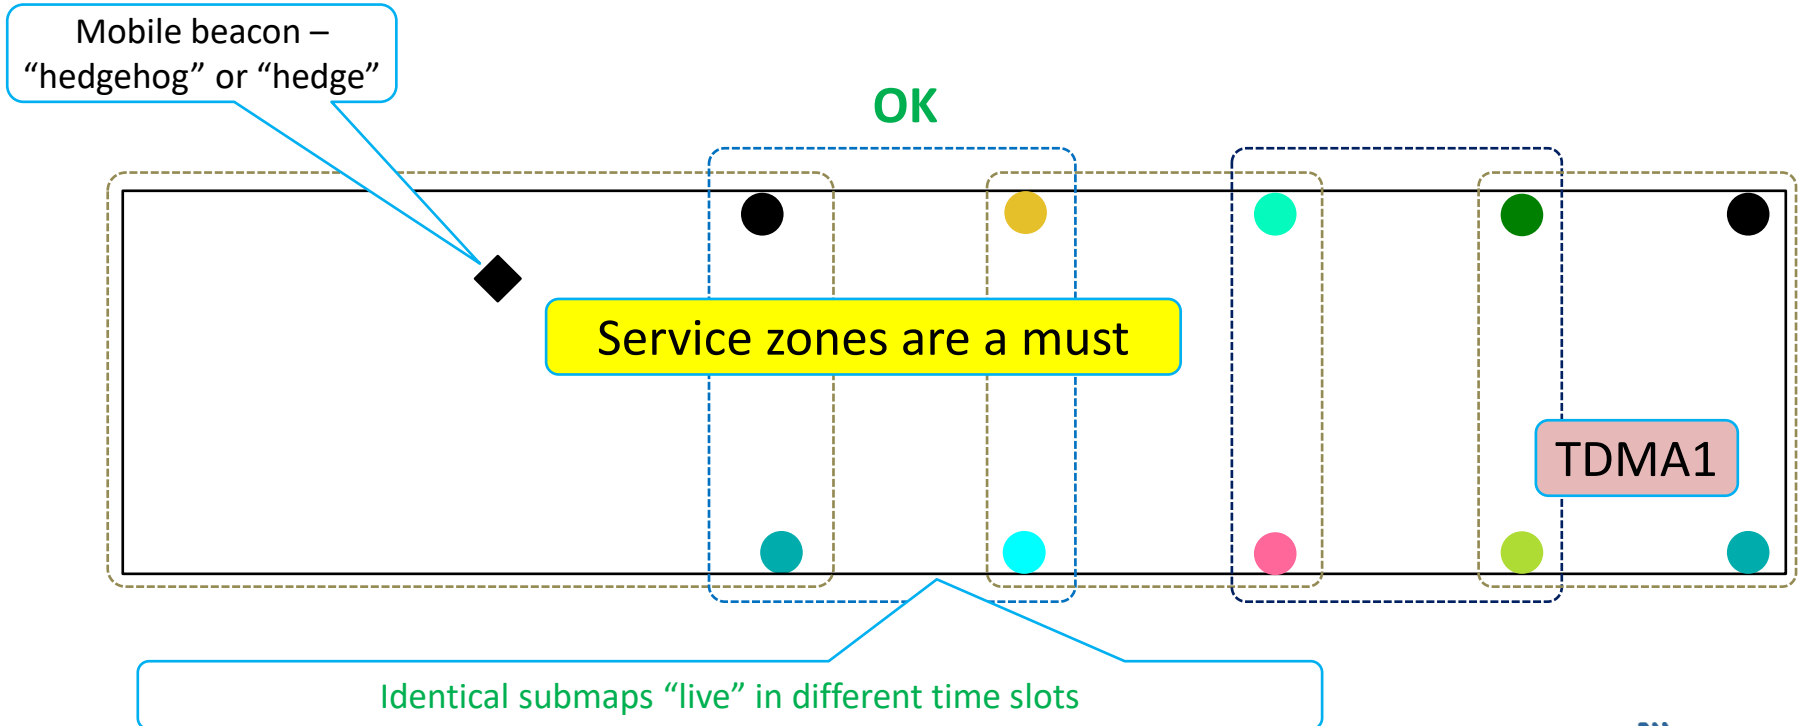 Mobile beacon –
“hedgehog” or “hedge”
OK
Service zones are a must
TDMA1
Identical submaps “live” in different time slots